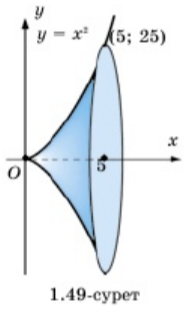 y
y = x² (5; 25)
x
O 5
1.49-сурет